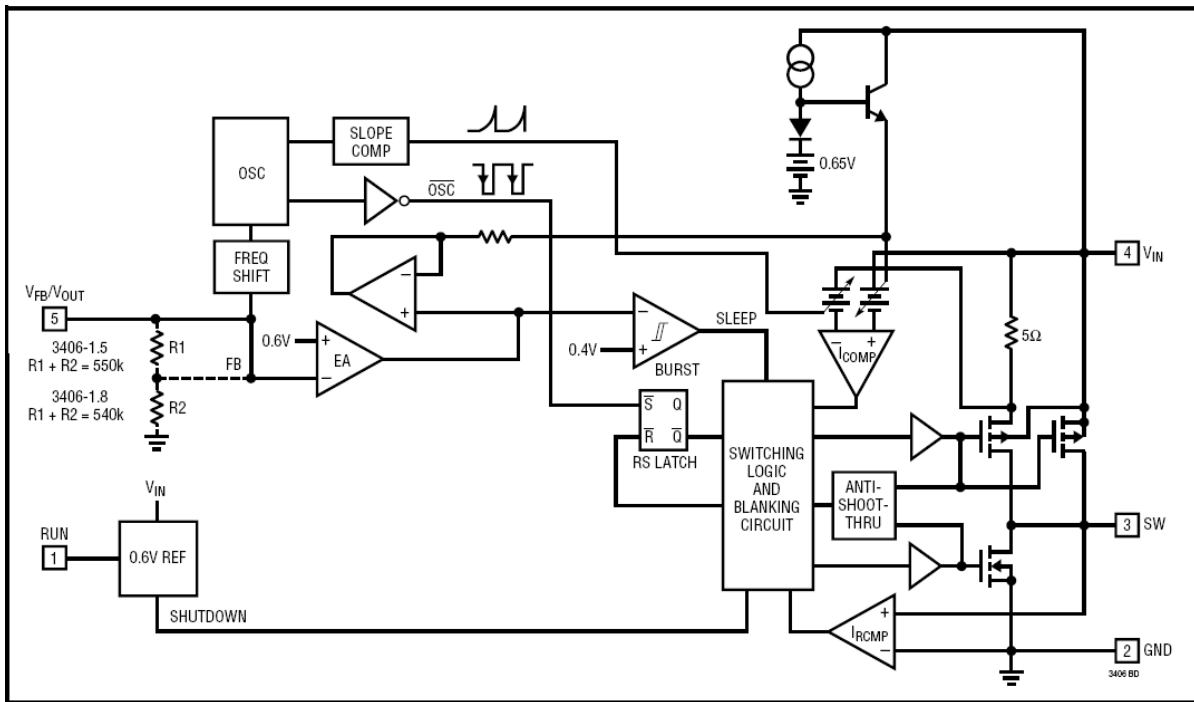 0.65V
SLOPE
COMP
OSC
O̅S̅C̅
FREQ
SHIFT
4
VIN
VFB/VOUT
5
5Ω
3406-1.5
R1 + R2 = 550k
R1
FB
0.6V
+
−
EA
−
+
0.4V
−
+
BURST
SLEEP
−
+
ICOMP
3406-1.8
R1 + R2 = 540k
R2
S̅
Q
R̅
Q̅
RS LATCH
SWITCHING
LOGIC
AND
BLANKING
CIRCUIT
ANTI-
SHOOT-
THRU
VIN
3
SW
RUN
1
0.6V REF
SHUTDOWN
+
IRCMP
−
2
GND
3406 BD